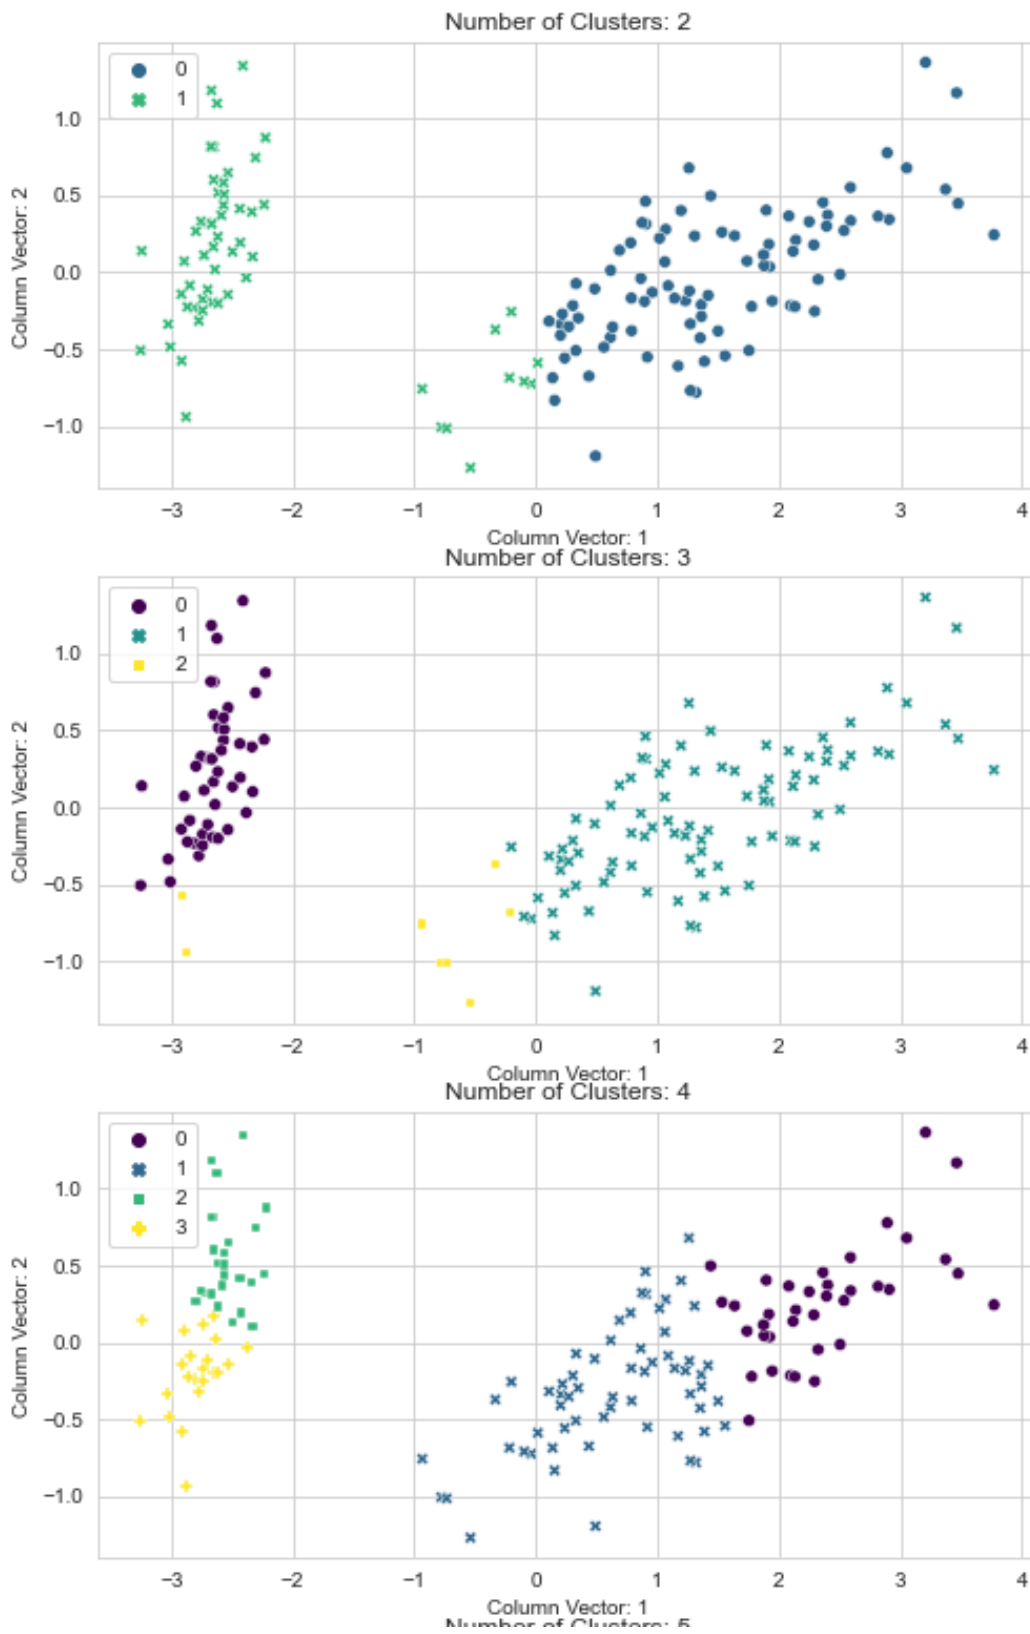 Number of Clusters: 2
0
1
1.0
0.5
0.0
−0.5
−1.0
Column Vector: 2
−3 −2 −1 0 1 2 3 4
Column Vector: 1
Number of Clusters: 3
0
1
2
1.0
0.5
0.0
−0.5
−1.0
Column Vector: 2
−3 −2 −1 0 1 2 3 4
Column Vector: 1
Number of Clusters: 4
0
1
2
3
1.0
0.5
0.0
−0.5
−1.0
Column Vector: 2
−3 −2 −1 0 1 2 3 4
Column Vector: 1
Number of Clusters: 5